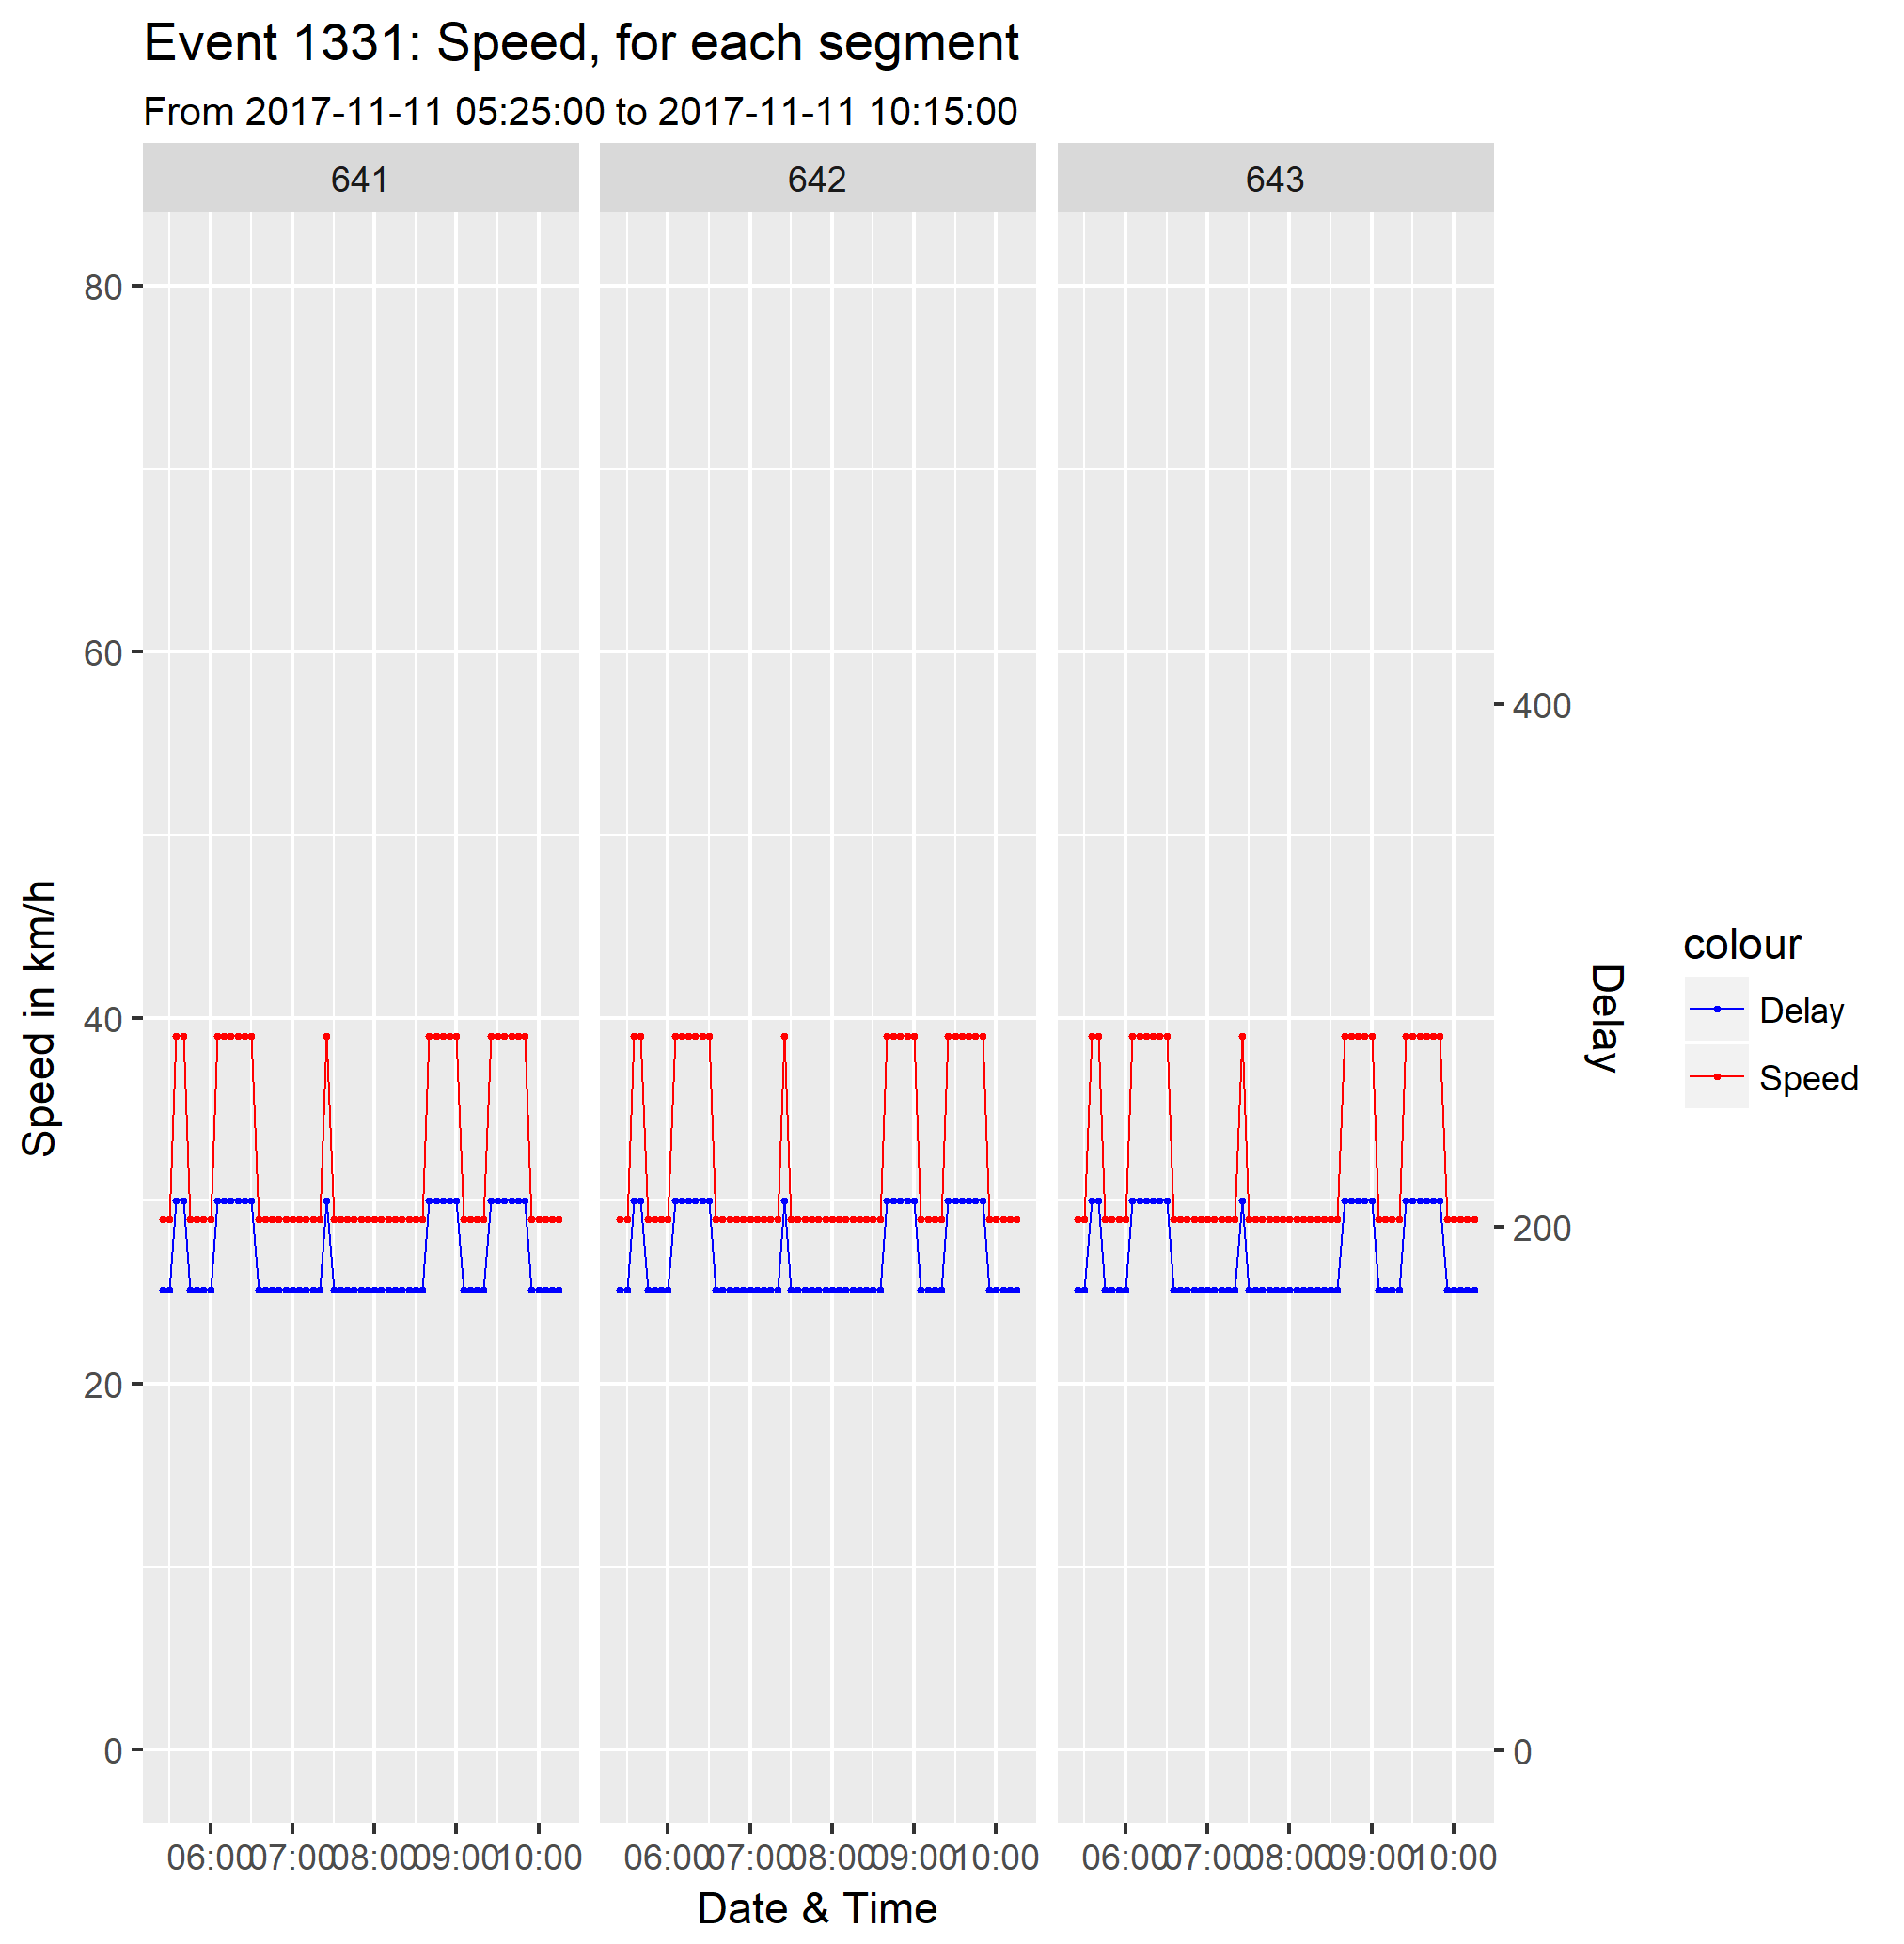 Event 1331: Speed, for each segment
From 2017-11-11 05:25:00 to 2017-11-11 10:15:00
641 642 643
80
60
40
20
0
Speed in km/h
400
200
0
Delay
colour
Delay
Speed
06:00 07:00 08:00 09:00 10:00 06:00 07:00 08:00 09:00 10:00 06:00 07:00 08:00 09:00 10:00
Date & Time